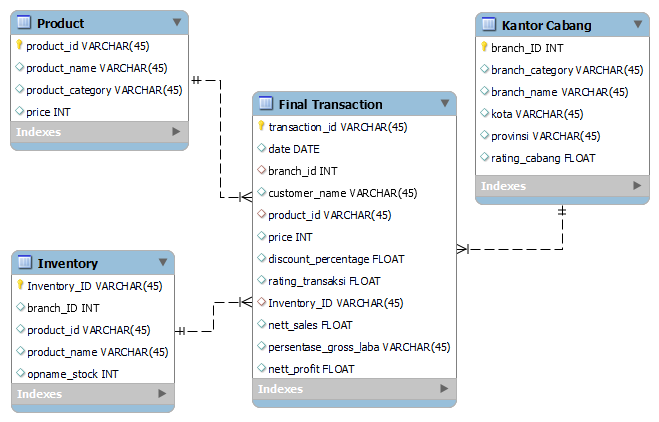 Product
product_id VARCHAR(45)
product_name VARCHAR(45)
product_category VARCHAR(45)
price INT
Indexes
Kantor Cabang
branch_ID INT
branch_category VARCHAR(45)
branch_name VARCHAR(45)
kota VARCHAR(45)
provinsi VARCHAR(45)
rating_cabang FLOAT
Indexes
Final Transaction
transaction_id VARCHAR(45)
date DATE
branch_id INT
customer_name VARCHAR(45)
product_id VARCHAR(45)
price INT
discount_percentage FLOAT
rating_transaksi FLOAT
Inventory_ID VARCHAR(45)
nett_sales FLOAT
persentase_gross_laba VARCHAR(45)
nett_profit FLOAT
Indexes
Inventory
Inventory_ID VARCHAR(45)
branch_ID INT
product_id VARCHAR(45)
product_name VARCHAR(45)
opname_stock INT
Indexes